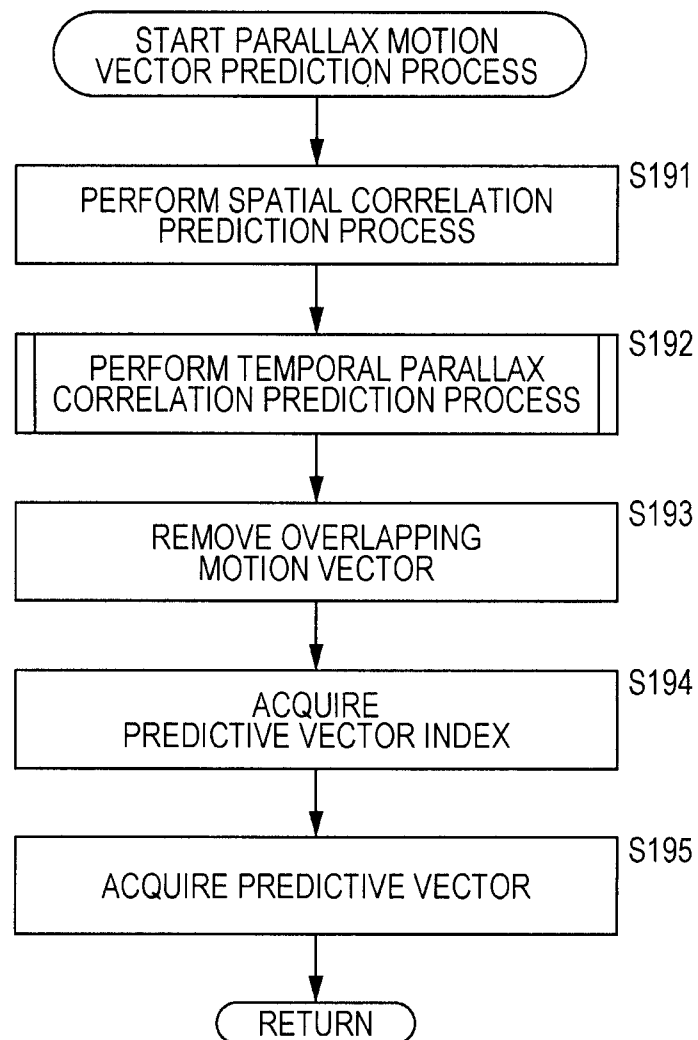 START PARALLAX MOTION
VECTOR PREDICTION PROCESS
S191
PERFORM SPATIAL CORRELATION
PREDICTION PROCESS
S192
PERFORM TEMPORAL PARALLAX
CORRELATION PREDICTION PROCESS
S193
REMOVE OVERLAPPING
MOTION VECTOR
S194
ACQUIRE
PREDICTIVE VECTOR INDEX
S195
ACQUIRE PREDICTIVE VECTOR
RETURN